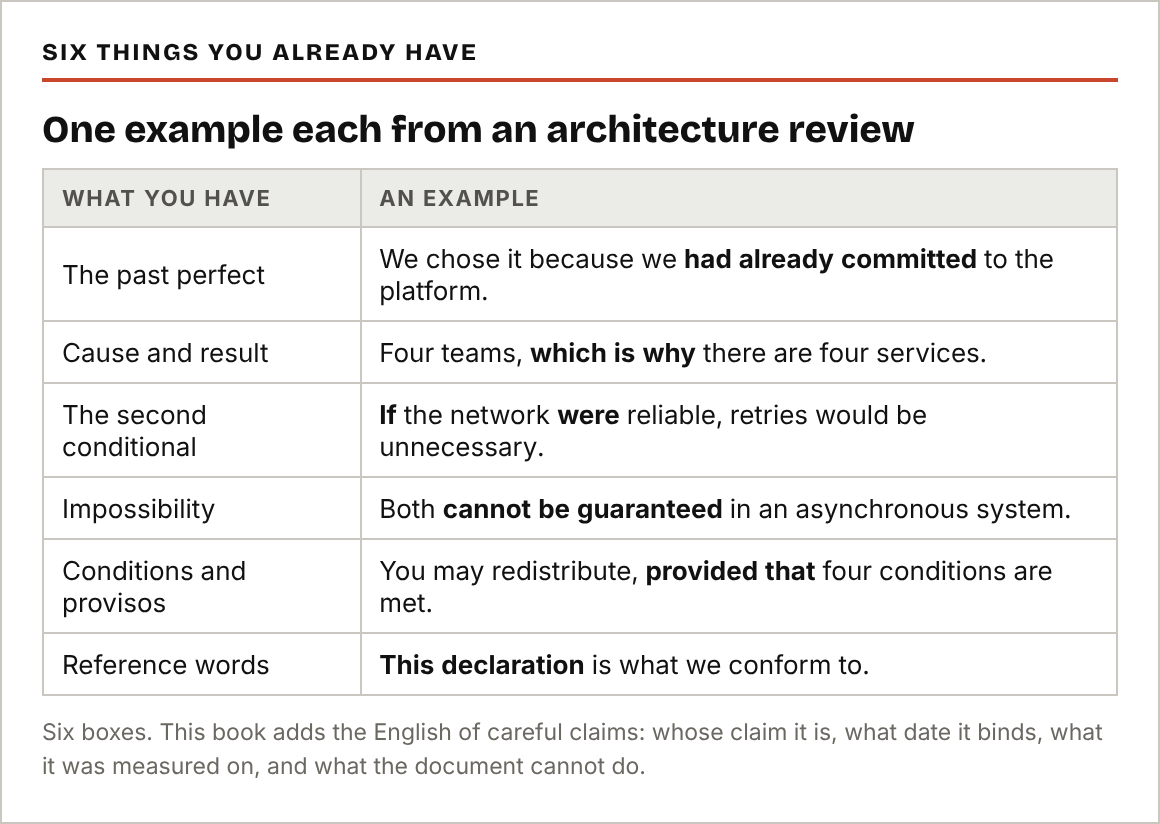 SIX THINGS YOU ALREADY HAVE
One example each from an architecture review
WHAT YOU HAVE
AN EXAMPLE
The past perfect
We chose it because we had already committed to the
platform.
Cause and result
Four teams, which is why there are four services.
The second
conditional
If the network were reliable, retries would be
unnecessary.
Impossibility
Both cannot be guaranteed in an asynchronous system.
Conditions and
provisos
You may redistribute, provided that four conditions are
met.
Reference words
This declaration is what we conform to.
Six boxes. This book adds the English of careful claims: whose claim it is, what date it binds, what
it was measured on, and what the document cannot do.